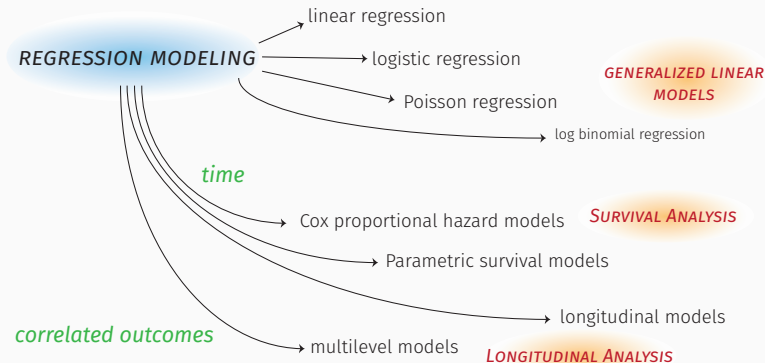 linear regression
REGRESSION MODELING
logistic regression
GENERALIZED LINEAR
MODELS
Poisson regression
log binomial regression
time
Cox proportional hazard models
SURVIVAL ANALYSIS
Parametric survival models
longitudinal models
correlated outcomes
multilevel models
LONGITUDINAL ANALYSIS